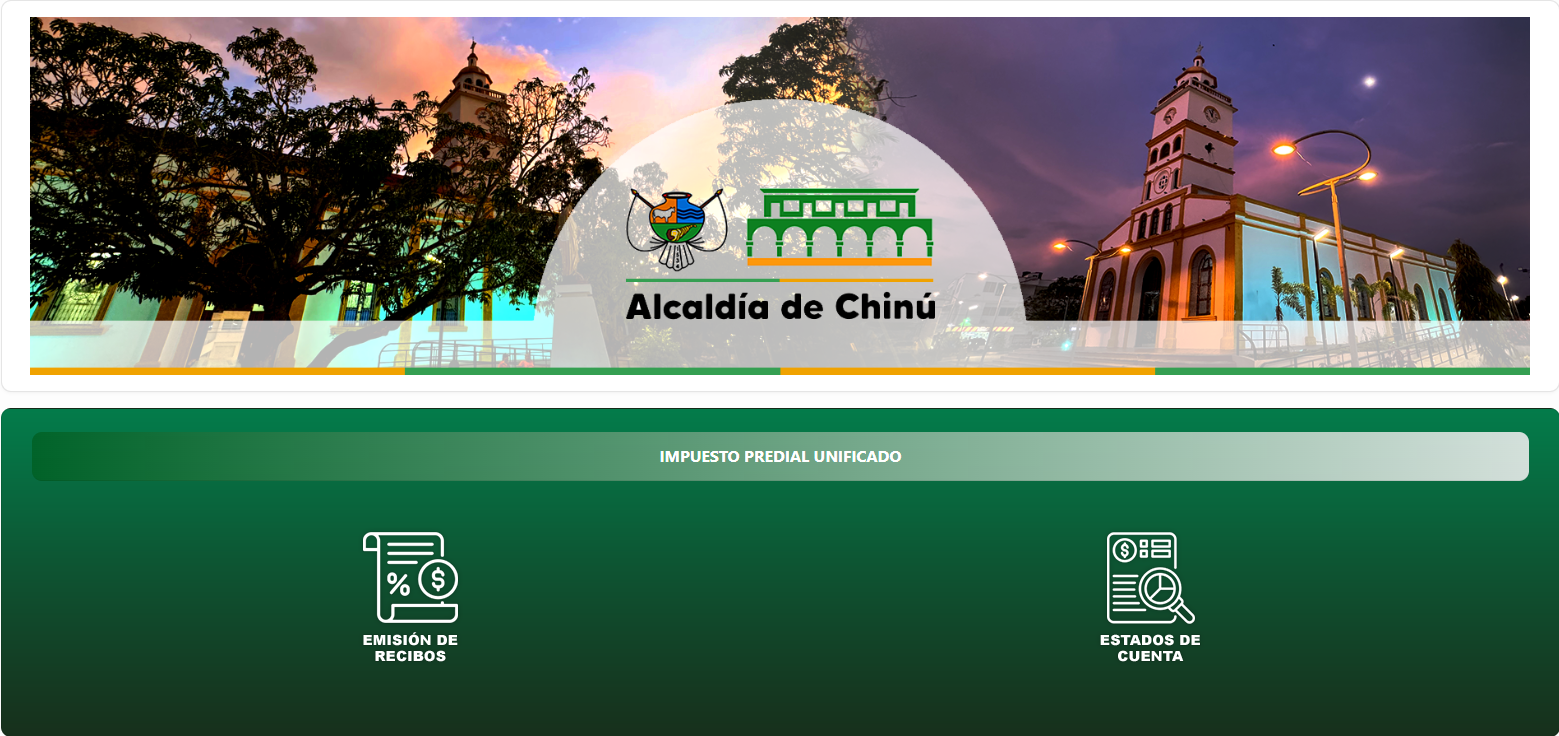 Alcaldía de Chinú
IMPUESTO PREDIAL UNIFICADO
%
$
EMISIÓN DE
RECIBOS
$
ESTADOS DE
CUENTA